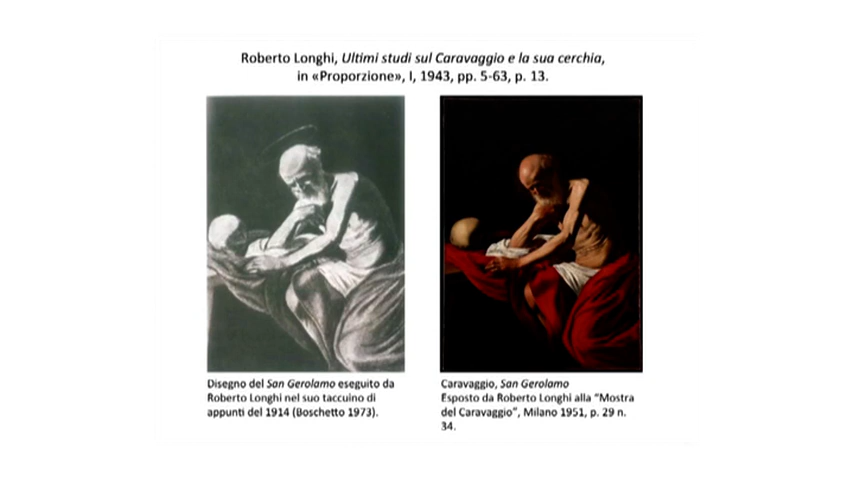 Roberto Longhi, Ultimi studi sul Caravaggio e la sua cerchia,
in «Proporzione», I, 1943, pp. 5-63, p. 13.
Disegno del San Gerolamo eseguito da
Roberto Longhi nel suo taccuino di
appunti del 1914 (Boschetto 1973).
Caravaggio, San Gerolamo
Esposto da Roberto Longhi alla "Mostra
del Caravaggio", Milano 1951, p. 29 n.
34.